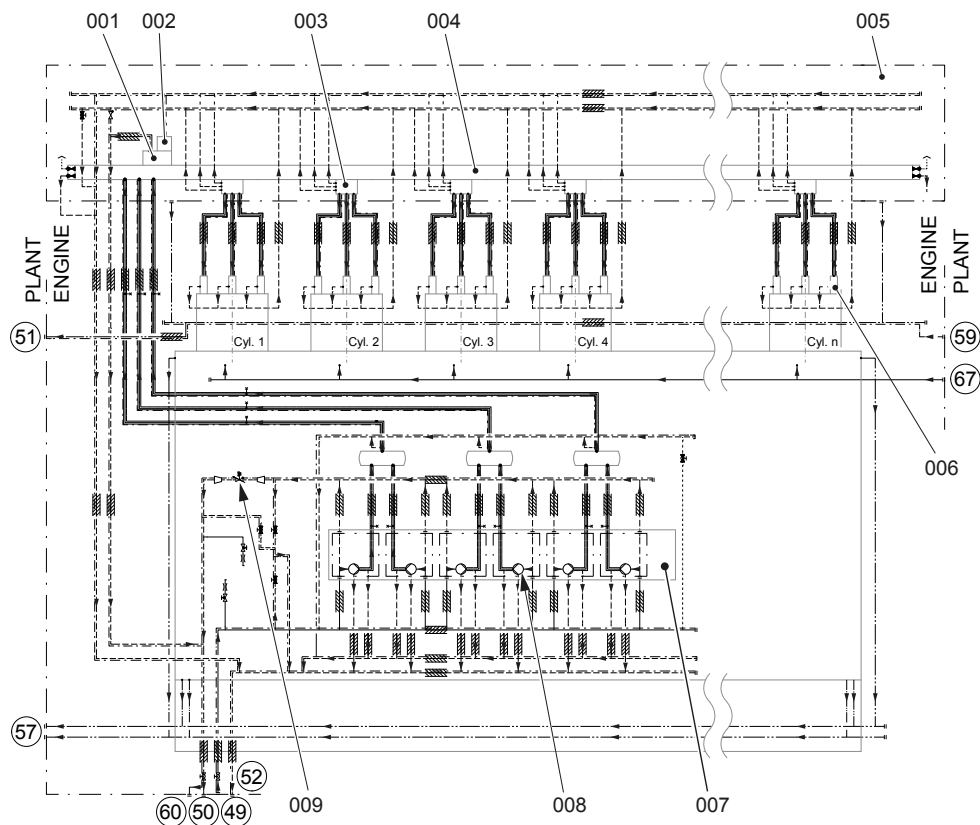 001
002
003
004
005
PLANT
ENGINE
ENGINE
PLANT
51
59
Cyl. 1
Cyl. 2
Cyl. 3
Cyl. 4
Cyl. n
67
006
57
52
60
50
49
009
008
007